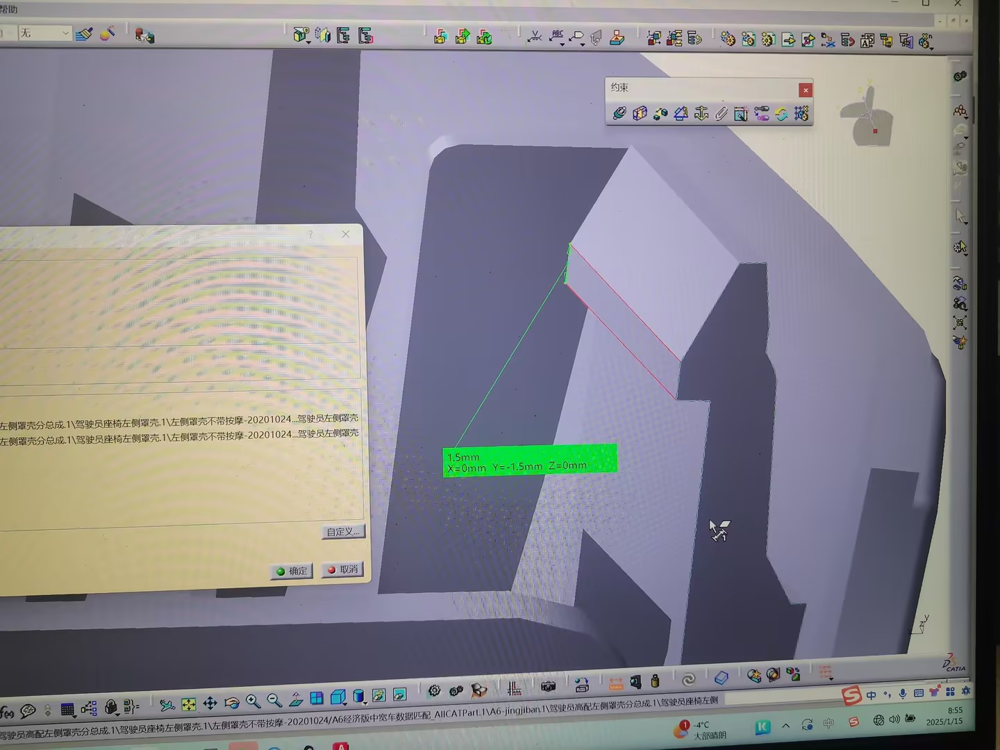 帮助
无
ABC
约束
y
z
左侧罩壳分总成.1\驾驶员座椅左侧罩壳.1\左侧罩壳不带按摩-20201024...驾驶员左侧罩壳
左侧罩壳分总成.1\驾驶员座椅左侧罩壳.1\左侧罩壳不带按摩-20201024...驾驶员左侧罩壳
1.5mm
X=0mm Y=-1.5mm Z=0mm
自定义...
确定
取消
y
z
CATIA
f(x)
驾驶员高配左侧罩壳分总成.1\驾驶员座椅左侧罩壳.1\左侧罩壳不带按摩-20201024/A6经济版中宽车数据匹配_AllCATPart.1\A6-jingjiban.1\驾驶员高配左侧罩壳分总成.1\驾驶员座椅左侧
中
1
-4°C
大部晴朗
K
中
8:55
2025/1/15